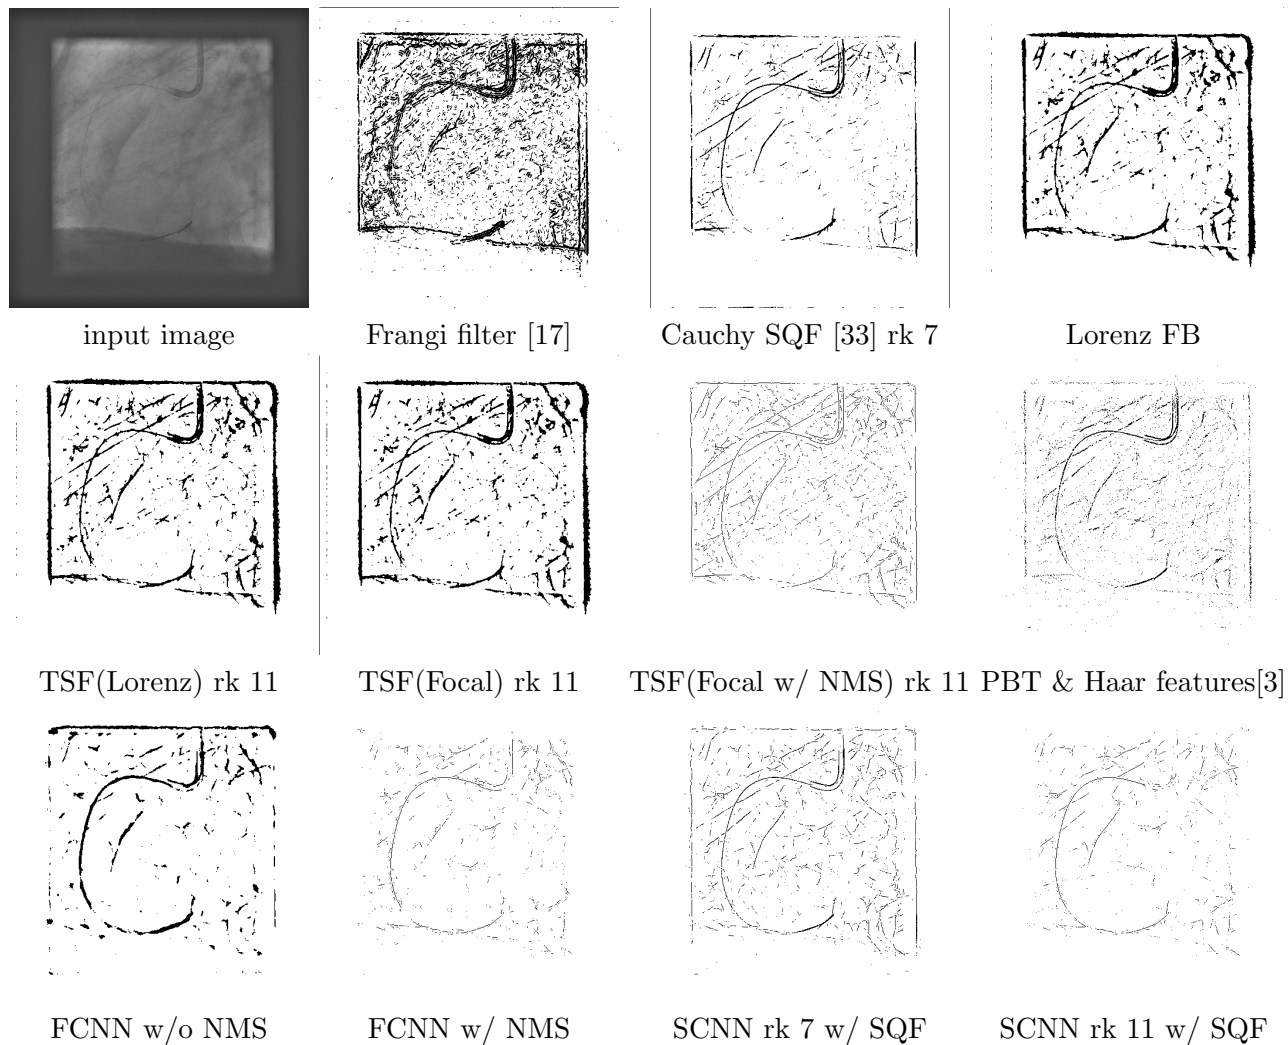 input image Frangi filter [17] Cauchy SQF [33] rk 7 Lorenz FB
TSF(Lorenz) rk 11 TSF(Focal) rk 11 TSF(Focal w/ NMS) rk 11 PBT & Haar features[3]
FCNN w/o NMS FCNN w/ NMS SCNN rk 7 w/ SQF SCNN rk 11 w/ SQF